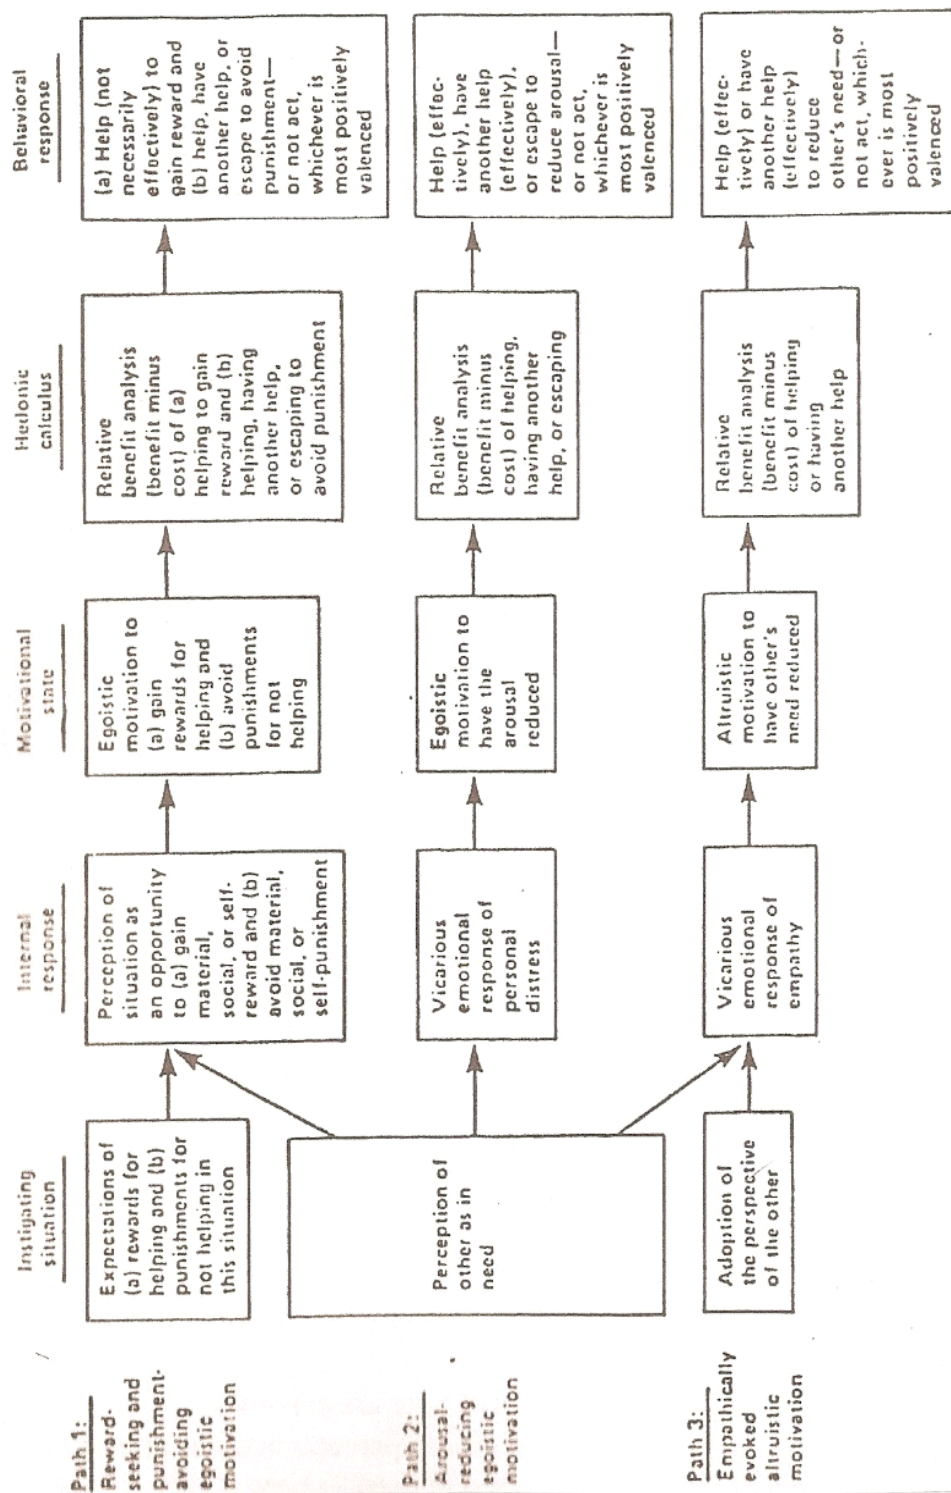 Instigating
situation
Internal
response
Motivational
state
Hedonic
calculus
Behavioral
response
Path 1:
Reward-
seeking and
punishment-
avoiding
egoistic
motivation
Expectations of
(a) rewards for
helping and (b)
punishments for
not helping in
this situation
Perception of
situation as
an opportunity
to (a) gain
material,
social, or self-
reward and (b)
avoid material,
social, or
self-punishment
Egoistic
motivation to
(a) gain
rewards for
helping and
(b) avoid
punishments
for not
helping
Relative
benefit analysis
(benefit minus
cost) of (a)
helping to gain
reward and (b)
helping, having
another help,
or escaping to
avoid punishment
(a) Help (not
necessarily
effectively) to
gain reward and
(b) help, have
another help, or
escape to avoid
punishment—
or not act,
whichever is
most positively
valenced
Path 2:
Arousal-
reducing
egoistic
motivation
Perception of
other as in
need
Vicarious
emotional
response of
personal
distress
Egoistic
motivation to
have the
arousal
reduced
Relative
benefit analysis
(benefit minus
cost) of helping,
having another
help, or escaping
Help (effec-
tively), have
another help
(effectively),
or escape to
reduce arousal—
or not act,
whichever is
most positively
valenced
Path 3:
Empathically
evoked
altruistic
motivation
Adoption of
the perspective
of the other
Vicarious
emotional
response of
empathy
Altruistic
motivation to
have other's
need reduced
Relative
benefit analysis
(benefit minus
cost) of helping
or having
another help
Help (effec-
tively) or have
another help
(effectively)
to reduce
other's need—or
not act, which-
ever is most
positively
valenced